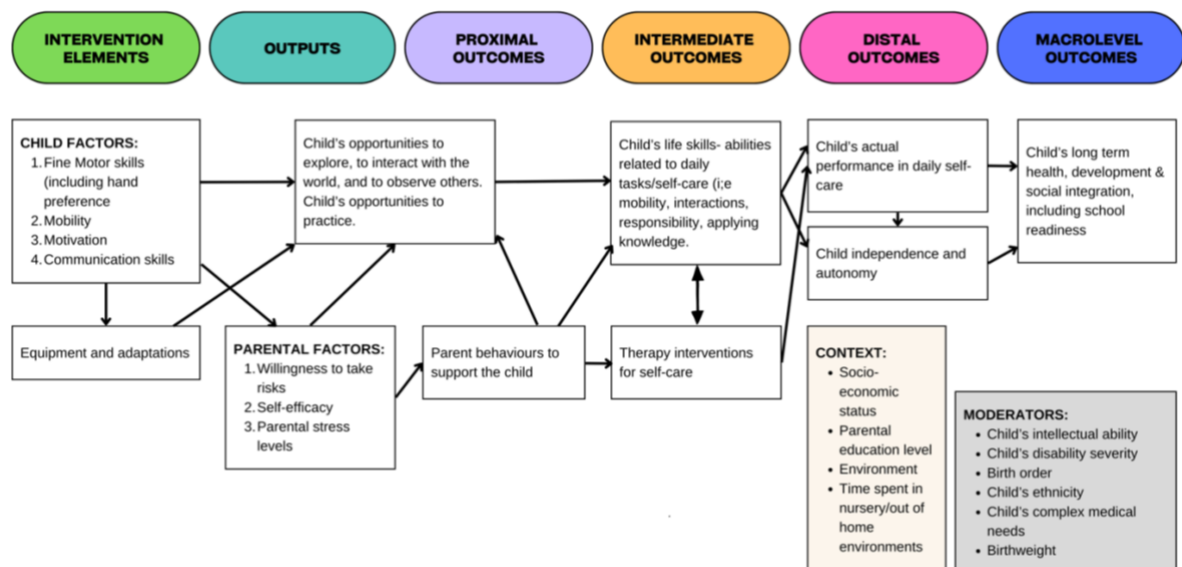 INTERVENTION
ELEMENTS
OUTPUTS
PROXIMAL
OUTCOMES
INTERMEDIATE
OUTCOMES
DISTAL
OUTCOMES
MACROLEVEL
OUTCOMES
CHILD FACTORS:
1. Fine Motor skills
(including hand
preference
2. Mobility
3. Motivation
4. Communication skills
Child's opportunities to
explore, to interact with the
world, and to observe others.
Child's opportunities to
practice.
Child's life skills- abilities
related to daily
tasks/self-care (i;e
mobility, interactions,
responsibility, applying
knowledge.
Child's actual
performance in daily self-
care
Child independence and
autonomy
Child's long term
health, development &
social integration,
including school
readiness
Equipment and adaptations
PARENTAL FACTORS:
1. Willingness to take
risks
2. Self-efficacy
3. Parental stress
levels
Parent behaviours to
support the child
Therapy interventions
for self-care
CONTEXT:
• Socio-
economic
status
• Parental
education level
• Environment
• Time spent in
nursery/out of
home
environments
MODERATORS:
• Child's intellectual ability
• Child's disability severity
• Birth order
• Child's ethnicity
• Child's complex medical
needs
• Birthweight